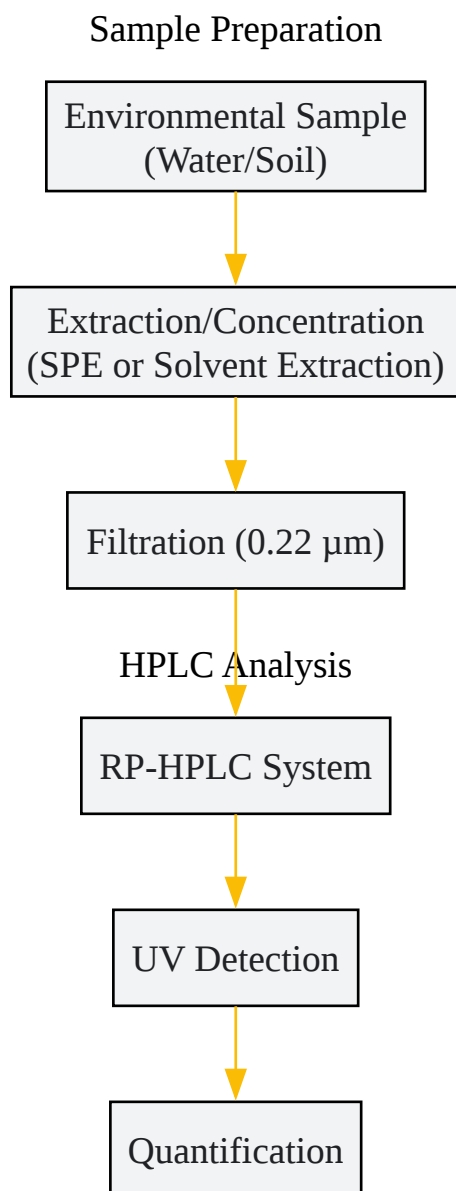 Sample Preparation
Environmental Sample
(Water/Soil)
Extraction/Concentration
(SPE or Solvent Extraction)
Filtration (0.22 µm)
HPLC Analysis
RP-HPLC System
UV Detection
Quantification